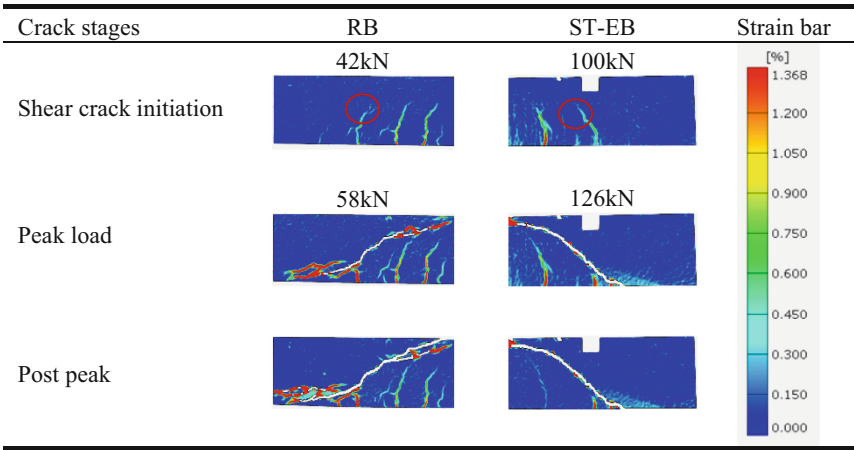 Crack stages RB ST-EB Strain bar
42kN 100kN [%]
1.368
Shear crack initiation
1.200
1.050
58kN 126kN 0.900
0.750
Peak load
0.600
0.450
0.300
Post peak
0.150
0.000